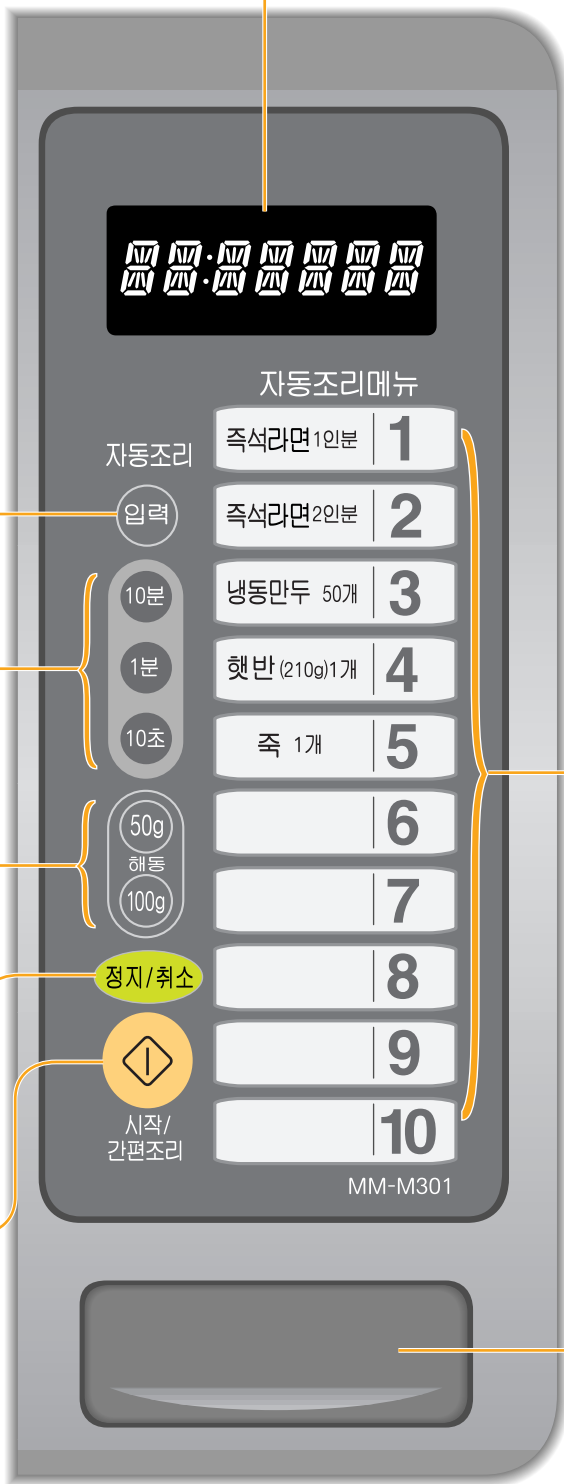 88:88888
자동조리메뉴
자동조리
입력
10분
1분
10초
50g
해동
100g
정지/취소
시작/
간편조리
즉석라면1인분 1
즉석라면2인분 2
냉동만두 50개 3
햇반(210g)1개 4
죽 1개 5
6
7
8
9
10
MM-M301